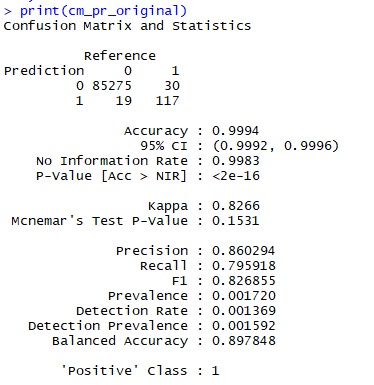 > print(cm_pr_original)
Confusion Matrix and Statistics
Reference
Prediction 0 1
0 85275 30
1 19 117
Accuracy : 0.9994
95% CI : (0.9992, 0.9996)
No Information Rate : 0.9983
P-Value [Acc > NIR] : <2e-16
Kappa : 0.8266
Mcnemar's Test P-Value : 0.1531
Precision : 0.860294
Recall : 0.795918
F1 : 0.826855
Prevalence : 0.001720
Detection Rate : 0.001369
Detection Prevalence : 0.001592
Balanced Accuracy : 0.897848
'Positive' Class : 1